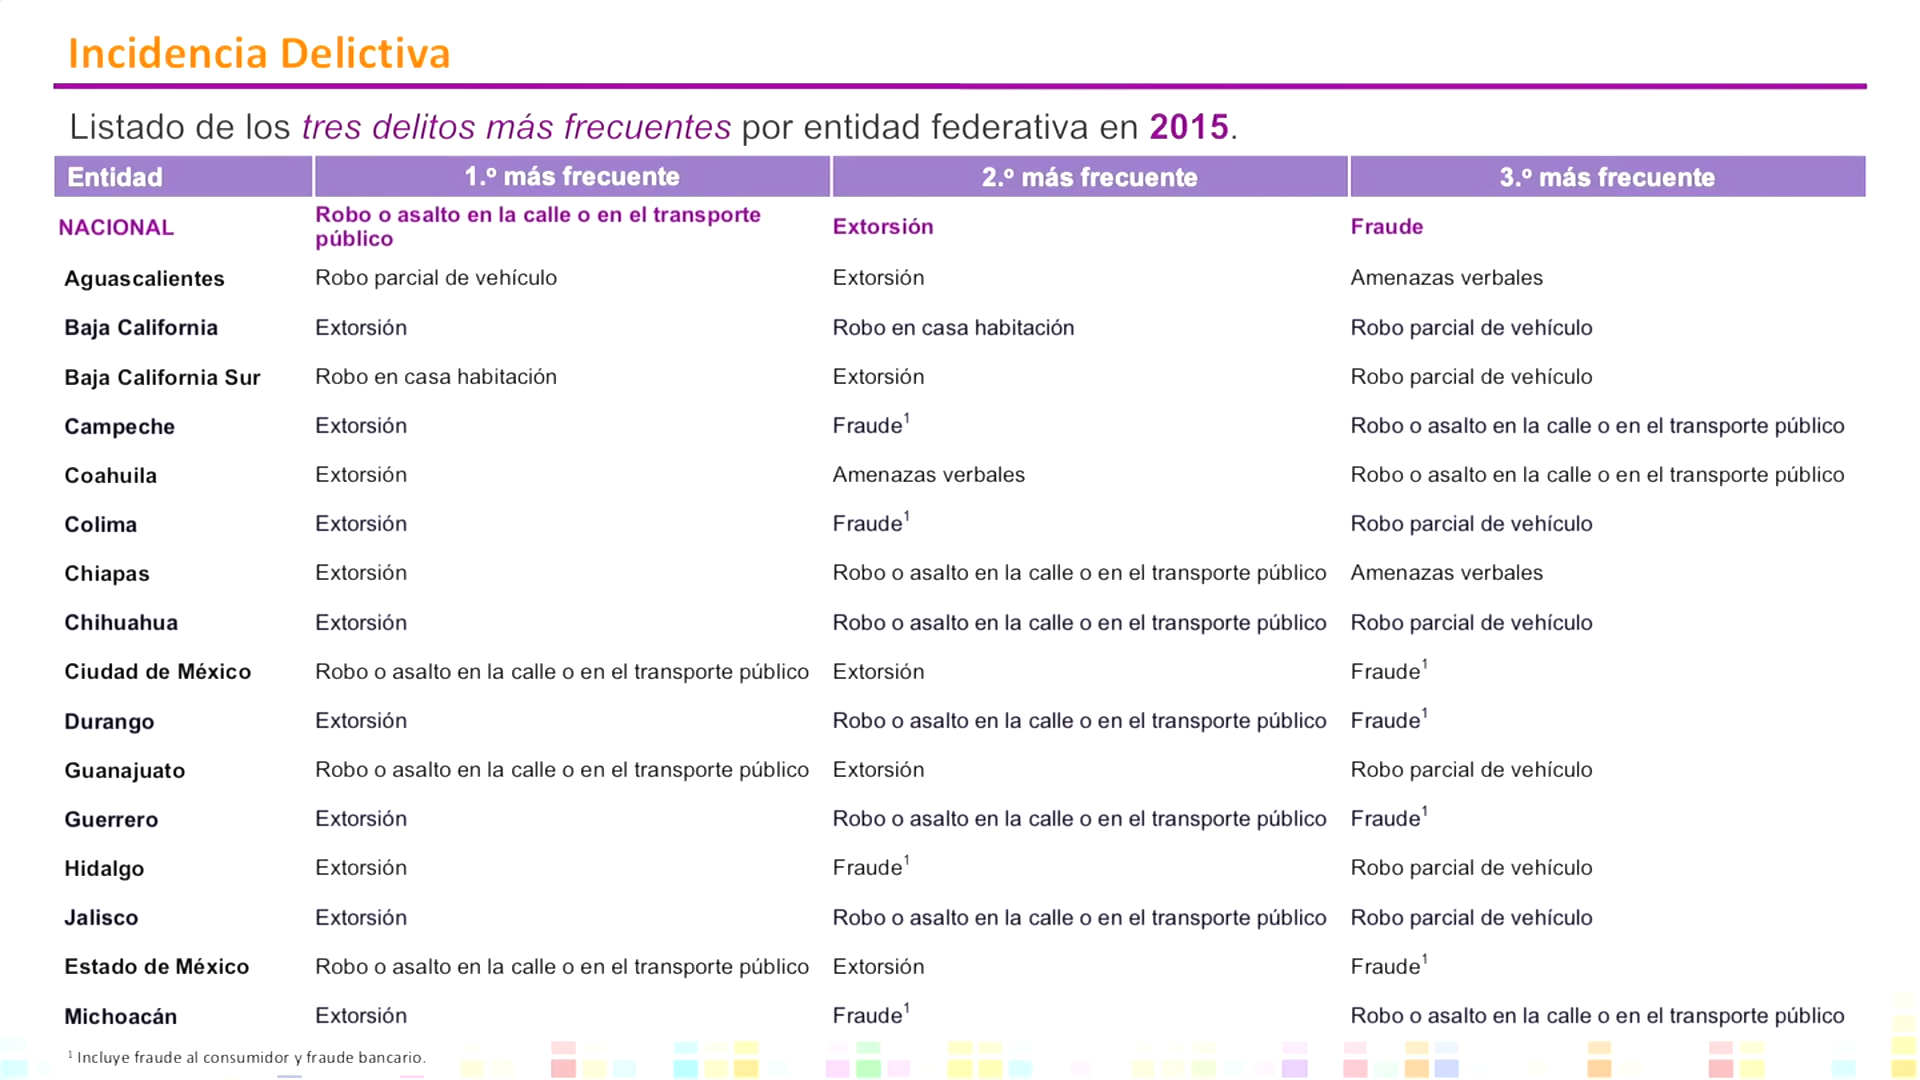 Incidencia Delictiva
Listado de los tres delitos más frecuentes por entidad federativa en 2015.
Entidad 1.º más frecuente 2.º más frecuente 3.º más frecuente
NACIONAL Robo o asalto en la calle o en el transporte público Extorsión Fraude
Aguascalientes Robo parcial de vehículo Extorsión Amenazas verbales
Baja California Extorsión Robo en casa habitación Robo parcial de vehículo
Baja California Sur Robo en casa habitación Extorsión Robo parcial de vehículo
Campeche Extorsión Fraude¹ Robo o asalto en la calle o en el transporte público
Coahuila Extorsión Amenazas verbales Robo o asalto en la calle o en el transporte público
Colima Extorsión Fraude¹ Robo parcial de vehículo
Chiapas Extorsión Robo o asalto en la calle o en el transporte público Amenazas verbales
Chihuahua Extorsión Robo o asalto en la calle o en el transporte público Robo parcial de vehículo
Ciudad de México Robo o asalto en la calle o en el transporte público Extorsión Fraude¹
Durango Extorsión Robo o asalto en la calle o en el transporte público Fraude¹
Guanajuato Robo o asalto en la calle o en el transporte público Extorsión Robo parcial de vehículo
Guerrero Extorsión Robo o asalto en la calle o en el transporte público Fraude¹
Hidalgo Extorsión Fraude¹ Robo parcial de vehículo
Jalisco Extorsión Robo o asalto en la calle o en el transporte público Robo parcial de vehículo
Estado de México Robo o asalto en la calle o en el transporte público Extorsión Fraude¹
Michoacán Extorsión Fraude¹ Robo o asalto en la calle o en el transporte público
¹ Incluye fraude al consumidor y fraude bancario.